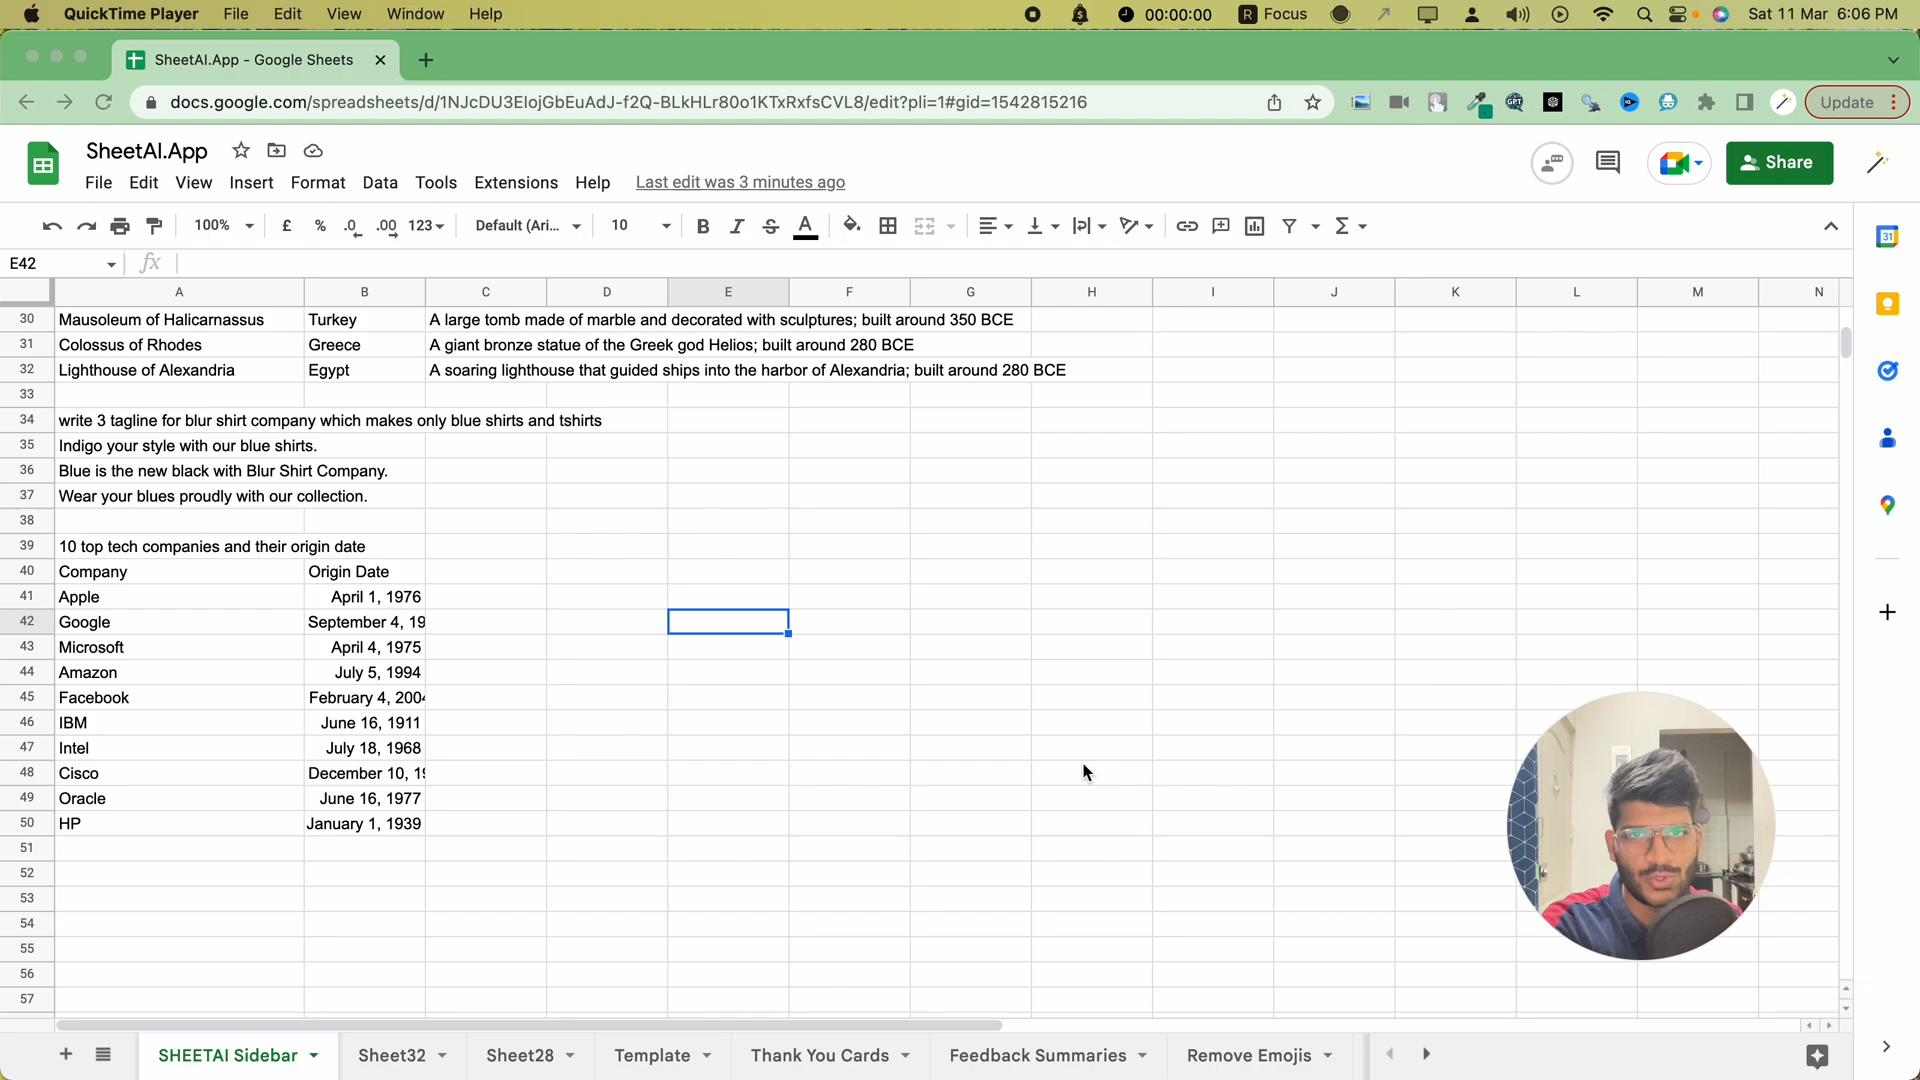 QuickTime Player File Edit View Window Help 00:00:00 R Focus Sat 11 Mar 6:06 PM
SheetAI.App - Google Sheets
docs.google.com/spreadsheets/d/1NJcDU3EIojGbEuAdJ-f2Q-BLkHLr80o1KTxRxfsCVL8/edit?pli=1#gid=1542815216 Update
SheetAI.App
File Edit View Insert Format Data Tools Extensions Help Last edit was 3 minutes ago Share
100% £ % .0 .00 123 Default (Ari... 10 B I S A Σ
E42 fx
A B C D E F G H I J K L M N
30 Mausoleum of Halicarnassus Turkey A large tomb made of marble and decorated with sculptures; built around 350 BCE
31 Colossus of Rhodes Greece A giant bronze statue of the Greek god Helios; built around 280 BCE
32 Lighthouse of Alexandria Egypt A soaring lighthouse that guided ships into the harbor of Alexandria; built around 280 BCE
33
34 write 3 tagline for blur shirt company which makes only blue shirts and tshirts
35 Indigo your style with our blue shirts.
36 Blue is the new black with Blur Shirt Company.
37 Wear your blues proudly with our collection.
38
39 10 top tech companies and their origin date
40 Company Origin Date
41 Apple April 1, 1976
42 Google September 4, 19
43 Microsoft April 4, 1975
44 Amazon July 5, 1994
45 Facebook February 4, 2004
46 IBM June 16, 1911
47 Intel July 18, 1968
48 Cisco December 10, 19
49 Oracle June 16, 1977
50 HP January 1, 1939
51
52
53
54
55
56
57
SHEETAI Sidebar Sheet32 Sheet28 Template Thank You Cards Feedback Summaries Remove Emojis